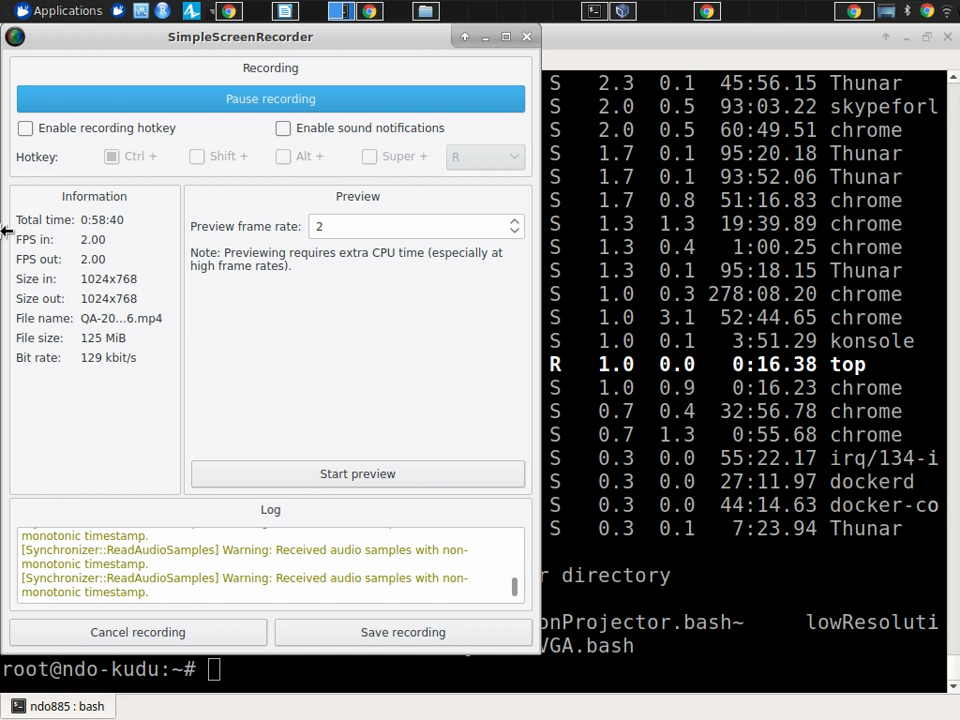 Applications
SimpleScreenRecorder
Recording
Pause recording
Enable recording hotkey
Enable sound notifications
Hotkey:
Ctrl +
Shift +
Alt +
Super +
R
Information
Total time: 0:58:40
FPS in: 2.00
FPS out: 2.00
Size in: 1024x768
Size out: 1024x768
File name: QA-20...6.mp4
File size: 125 MiB
Bit rate: 129 kbit/s
Preview
Preview frame rate: 2
Note: Previewing requires extra CPU time (especially at
high frame rates).
Start preview
Log
monotonic timestamp.
[Synchronizer::ReadAudioSamples] Warning: Received audio samples with non-
monotonic timestamp.
[Synchronizer::ReadAudioSamples] Warning: Received audio samples with non-
monotonic timestamp.
Cancel recording
Save recording
S 2.3 0.1 45:56.15 Thunar
S 2.0 0.5 93:03.22 skypeforl
S 2.0 0.5 60:49.51 chrome
S 1.7 0.1 95:20.18 Thunar
S 1.7 0.1 93:52.06 Thunar
S 1.7 0.8 51:16.83 chrome
S 1.3 1.3 19:39.89 chrome
S 1.3 0.4 1:00.25 chrome
S 1.3 0.1 95:18.15 Thunar
S 1.0 0.3 278:08.20 chrome
S 1.0 3.1 52:44.65 chrome
S 1.0 0.1 3:51.29 konsole
R 1.0 0.0 0:16.38 top
S 1.0 0.9 0:16.23 chrome
S 0.7 0.4 32:56.78 chrome
S 0.7 1.3 0:55.68 chrome
S 0.3 0.0 55:22.17 irq/134-i
S 0.3 0.0 27:11.97 dockerd
S 0.3 0.0 44:14.63 docker-co
S 0.3 0.1 7:23.94 Thunar
r directory
onProjector.bash~ lowResoluti
VGA.bash
root@ndo-kudu:~#
ndo885 : bash